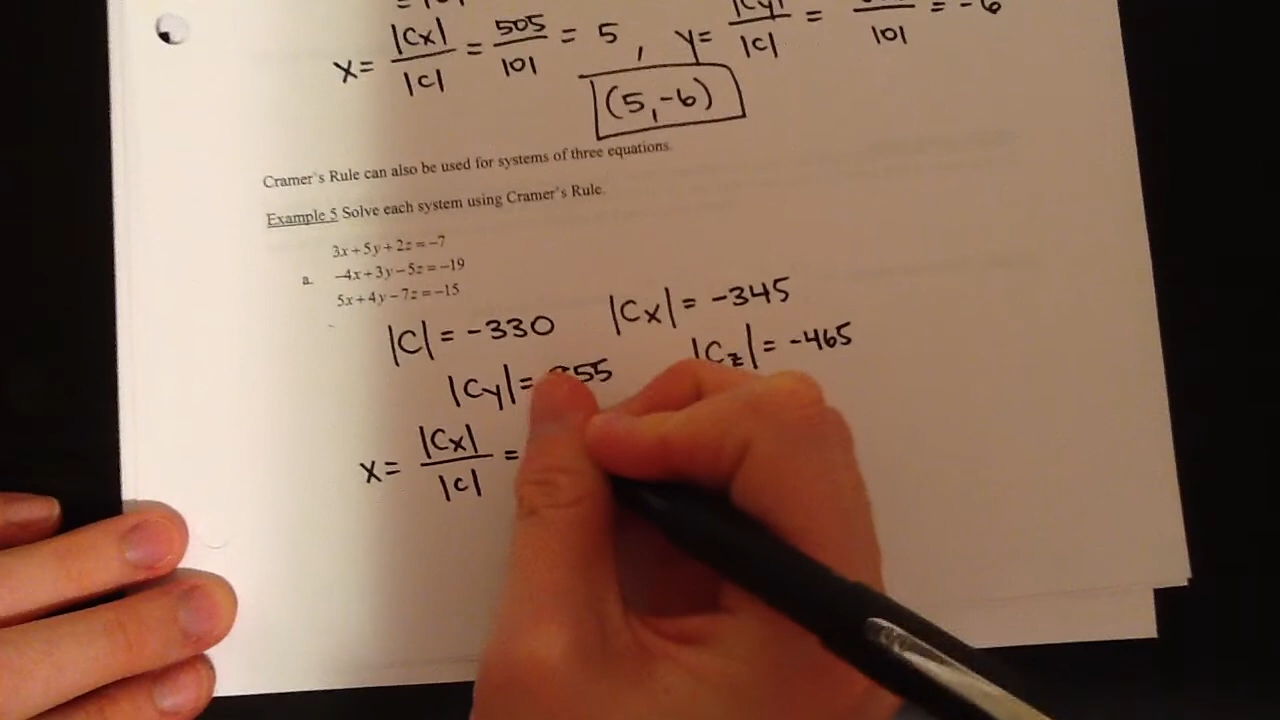 x = |Cx| / |C| = 505 / 101 = 5 , y = |Cy| / |C| = / 101 = -6
(5, -6)
Cramer's Rule can also be used for systems of three equations.
Example 5 Solve each system using Cramer's Rule.
3x + 5y + 2z = -7
a. -4x + 3y - 5z = -19
5x + 4y - 7z = -15
|C| = -330 |Cx| = -345
|Cy| = 55 |Cz| = -465
x = |Cx| / |C| =